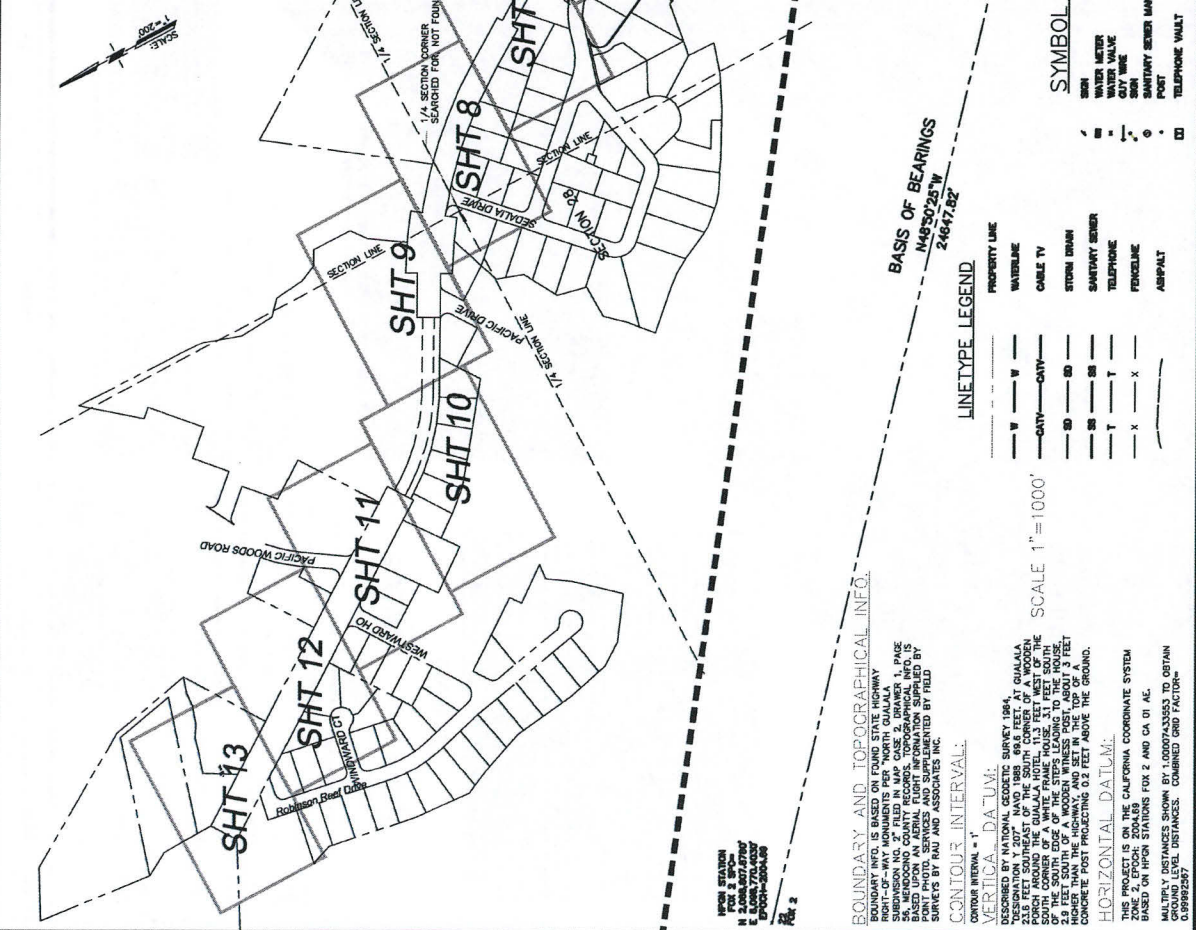 SCALE:
1"=200'
1/4 SECTION LINE
1/4 SECTION CORNER
SEARCHED FOR, NOT FOUND
SHT
SHT 8
SECTION LINE
SEDALIA DRIVE
SECTION 28
SHT 9
SECTION LINE
PACIFIC DRIVE
1/4 SECTION LINE
SHT 10
SHT 11
PACIFIC WOODS ROAD
WESTWARD HO
SHT 12
WINDWARD CT
SHT 13
Robinson Reef Drive
BASIS OF BEARINGS
24647.82'
HPGN STATION
FOX 2
BOUNDARY AND TOPOGRAPHICAL INFO.
BOUNDARY INFO. IS BASED ON FOUND STATE HIGHWAY
RIGHT-OF-WAY MONUMENTS PER "NORTH GUALALA
SUBDIVISION NO. 2" FILED IN MAP CASE 2, DRAWER 1, PAGE
56, MENDOCINO COUNTY RECORDS. TOPOGRAPHICAL INFO. IS
BASED UPON AN AERIAL FLIGHT INFORMATION SUPPLIED BY
POINT PHOTO, SERVICES AND SUPPLEMENTED BY FIELD
SURVEYS BY RAU AND ASSOCIATES INC.
CONTOUR INTERVAL:
CONTOUR INTERVAL = 1'
VERTICAL DATUM:
DESCRIBED BY NATIONAL GEODETIC SURVEY 1964,
"DESIGNATION Y 207" NAVD 1988 69.6 FEET. AT GUALALA
23.6 FEET SOUTHEAST OF THE SOUTH CORNER OF A WOODEN
PORCH AROUND THE GUALALA HOTEL, 11.3 FEET WEST OF THE
SOUTH CORNER OF A WHITE FRAME HOUSE, 3.1 FEET SOUTH
OF THE SOUTH EDGE OF THE STEPS LEADING TO THE HOUSE,
2.9 FEET SOUTH OF A WOODEN WITNESS POST, ABOUT 3 FEET
HIGHER THAN THE HIGHWAY, AND SET IN THE TOP OF A
CONCRETE POST PROJECTING 0.2 FEET ABOVE THE GROUND.
HORIZONTAL DATUM:
THIS PROJECT IS ON THE CALIFORNIA COORDINATE SYSTEM
ZONE 2, EPOCH: 2004.69
BASED ON HPGN STATIONS FOX 2 AND CA 01 AE.
MULTIPLY DISTANCES SHOWN BY 1.00007433553 TO OBTAIN
GROUND LEVEL DISTANCES. COMBINED GRID FACTOR=
0.99992567
SCALE 1"=1000'
LINETYPE LEGEND
PROPERTY LINE
W W WATERLINE
CATV CATV CABLE TV
SD SD STORM DRAIN
SS SS SANITARY SEWER
T T TELEPHONE
X X FENCELINE
ASHPALT
SYMBOL
SIGN
WATER METER
WATER VALVE
GUY WIRE
SIGN
SANITARY SEWER MAN
POST
TELEPHONE VAULT